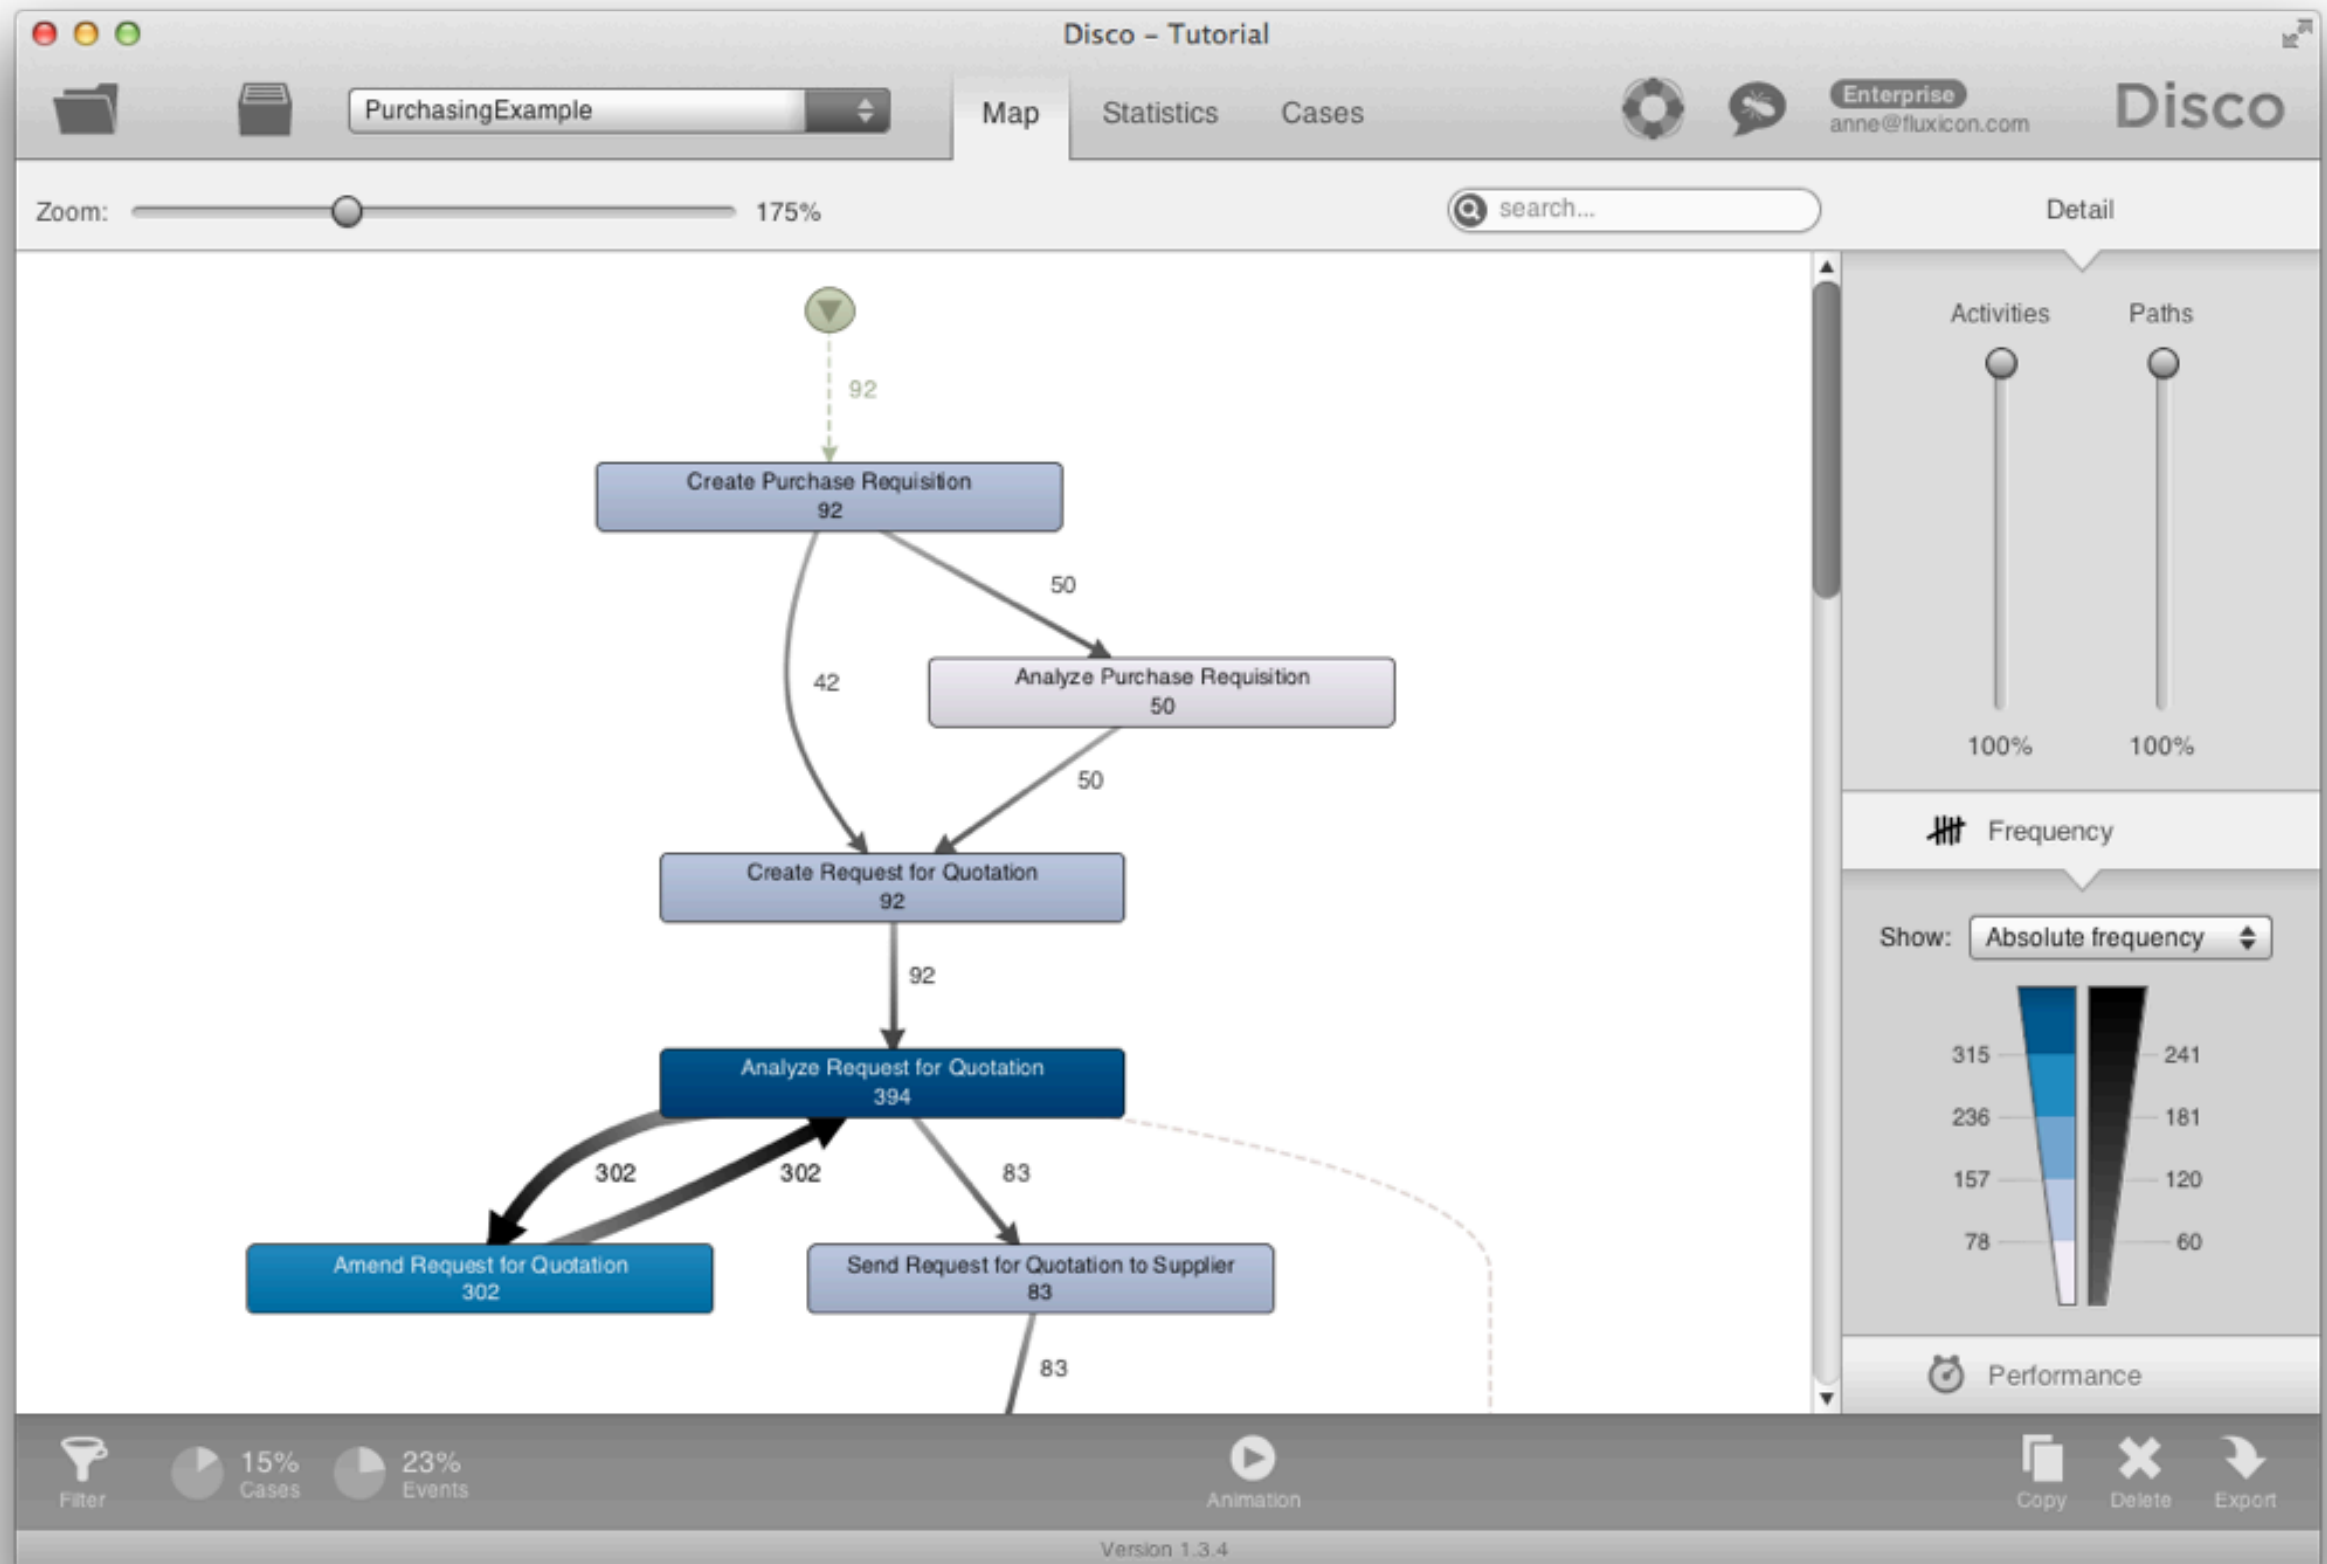 Disco – Tutorial
PurchasingExample
Map
Statistics
Cases
Enterprise
anne@fluxicon.com
Disco
Zoom:
175%
search...
Detail
92
Create Purchase Requisition
92
50
42
Analyze Purchase Requisition
50
50
Create Request for Quotation
92
92
Analyze Request for Quotation
394
302
302
83
Amend Request for Quotation
302
Send Request for Quotation to Supplier
83
83
Activities
Paths
100%
100%
Frequency
Show:
Absolute frequency
315
241
236
181
157
120
78
60
Performance
Filter
15%
Cases
23%
Events
Animation
Copy
Delete
Export
Version 1.3.4